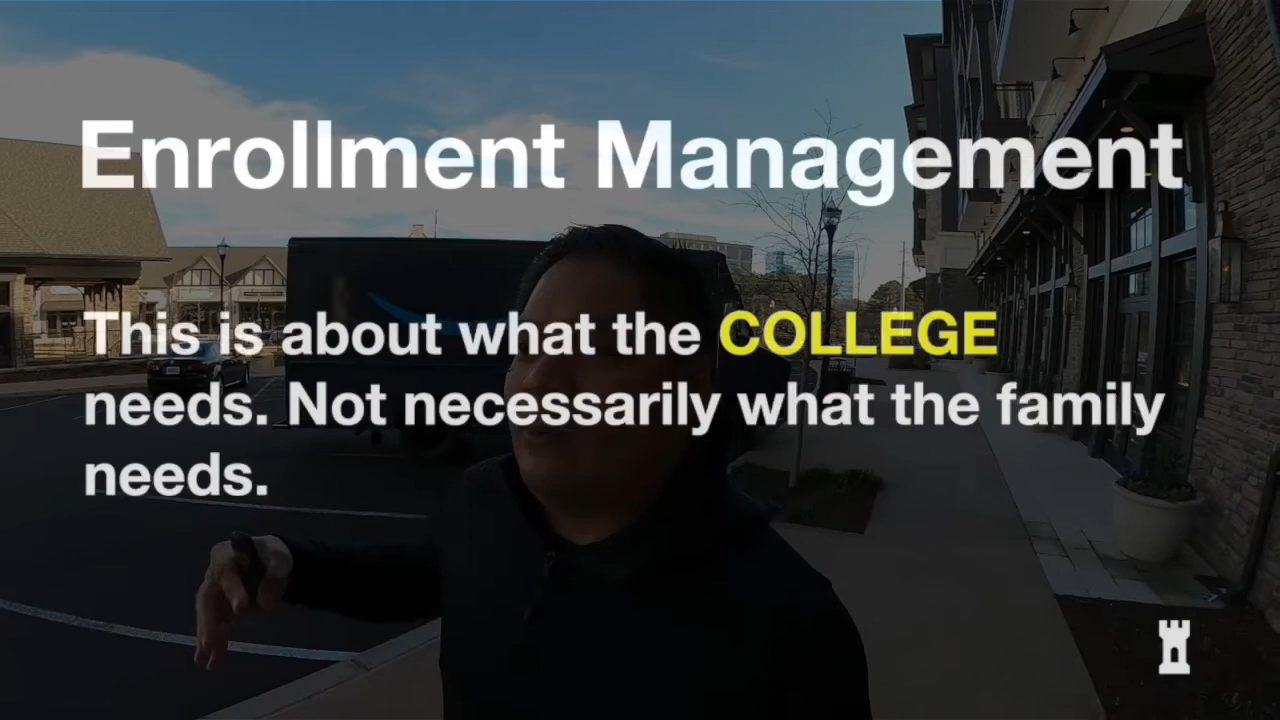 Enrollment Management
This is about what the COLLEGE
needs. Not necessarily what the family
needs.